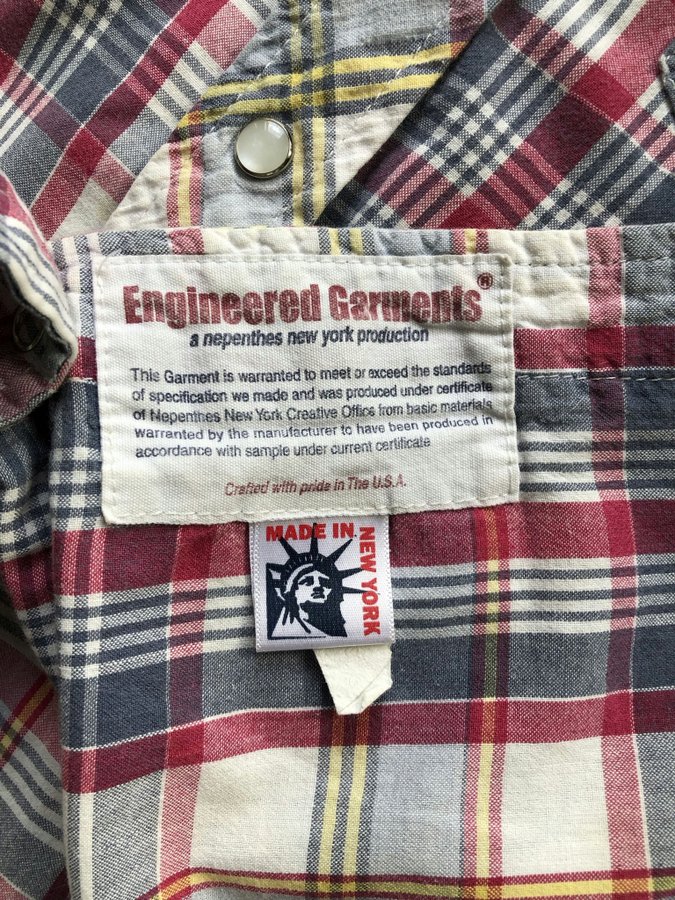 Engineered Garments®
a nepenthes new york production
This Garment is warranted to meet or exceed the standards
of specification we made and was produced under certificate
of Nepenthes New York Creative Office from basic materials
warranted by the manufacturer to have been produced in
accordance with sample under current certificate
Crafted with pride in The U.S.A.
MADE IN
NEW YORK